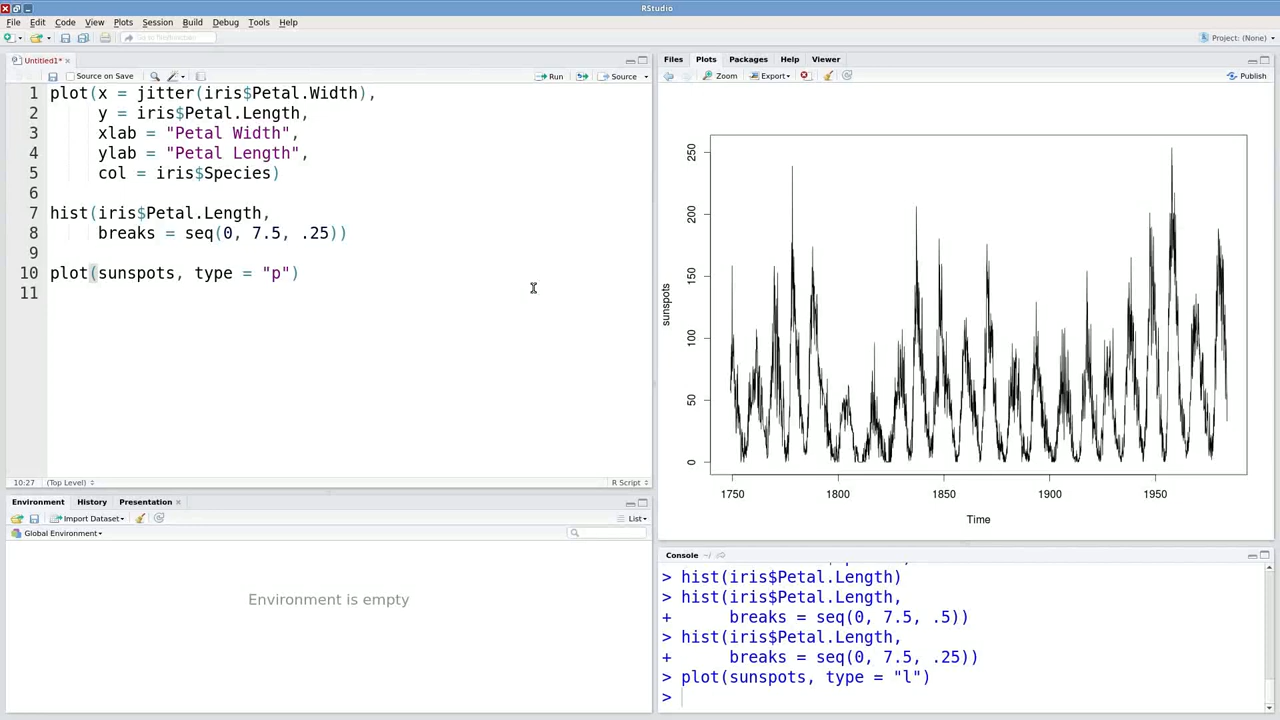 RStudio
File Edit Code View Plots Session Build Debug Tools Help
Go to file/function
Project: (None)
Untitled1*
Source on Save
Run
Source
1 plot(x = jitter(iris$Petal.Width),
2 y = iris$Petal.Length,
3 xlab = "Petal Width",
4 ylab = "Petal Length",
5 col = iris$Species)
6
7 hist(iris$Petal.Length,
8 breaks = seq(0, 7.5, .25))
9
10 plot(sunspots, type = "p")
11
10:27 (Top Level) R Script
Environment History Presentation
Import Dataset List
Global Environment
Environment is empty
Files Plots Packages Help Viewer
Zoom Export Publish
250
200
150
100
50
0
sunspots
1750 1800 1850 1900 1950
Time
Console ~/
> hist(iris$Petal.Length)
> hist(iris$Petal.Length,
+ breaks = seq(0, 7.5, .5))
> hist(iris$Petal.Length,
+ breaks = seq(0, 7.5, .25))
> plot(sunspots, type = "l")
>